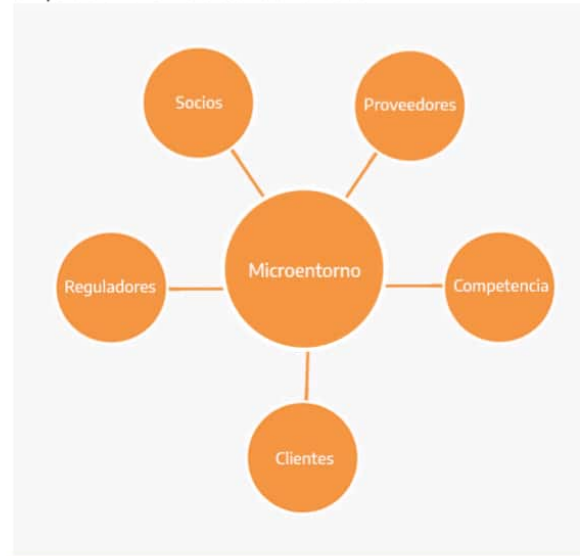 Socios
Proveedores
Microentorno
Reguladores
Competencia
Clientes